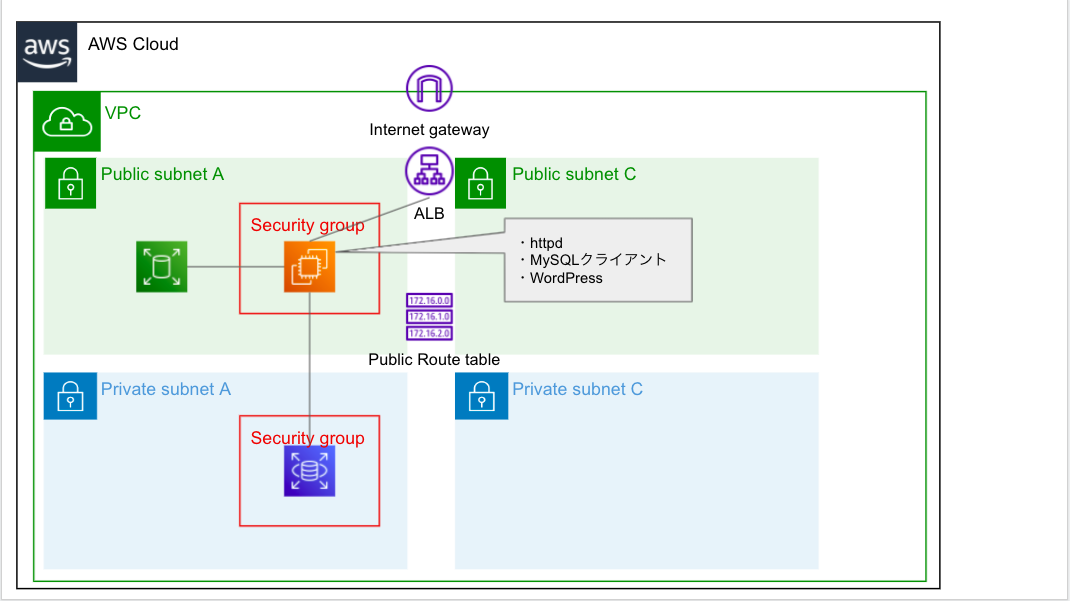 aws
AWS Cloud
VPC
Internet gateway
Public subnet A
Public subnet C
ALB
Security group
・httpd
・MySQLクライアント
・WordPress
172.16.0.0
172.16.1.0
172.16.2.0
Public Route table
Private subnet A
Private subnet C
Security group